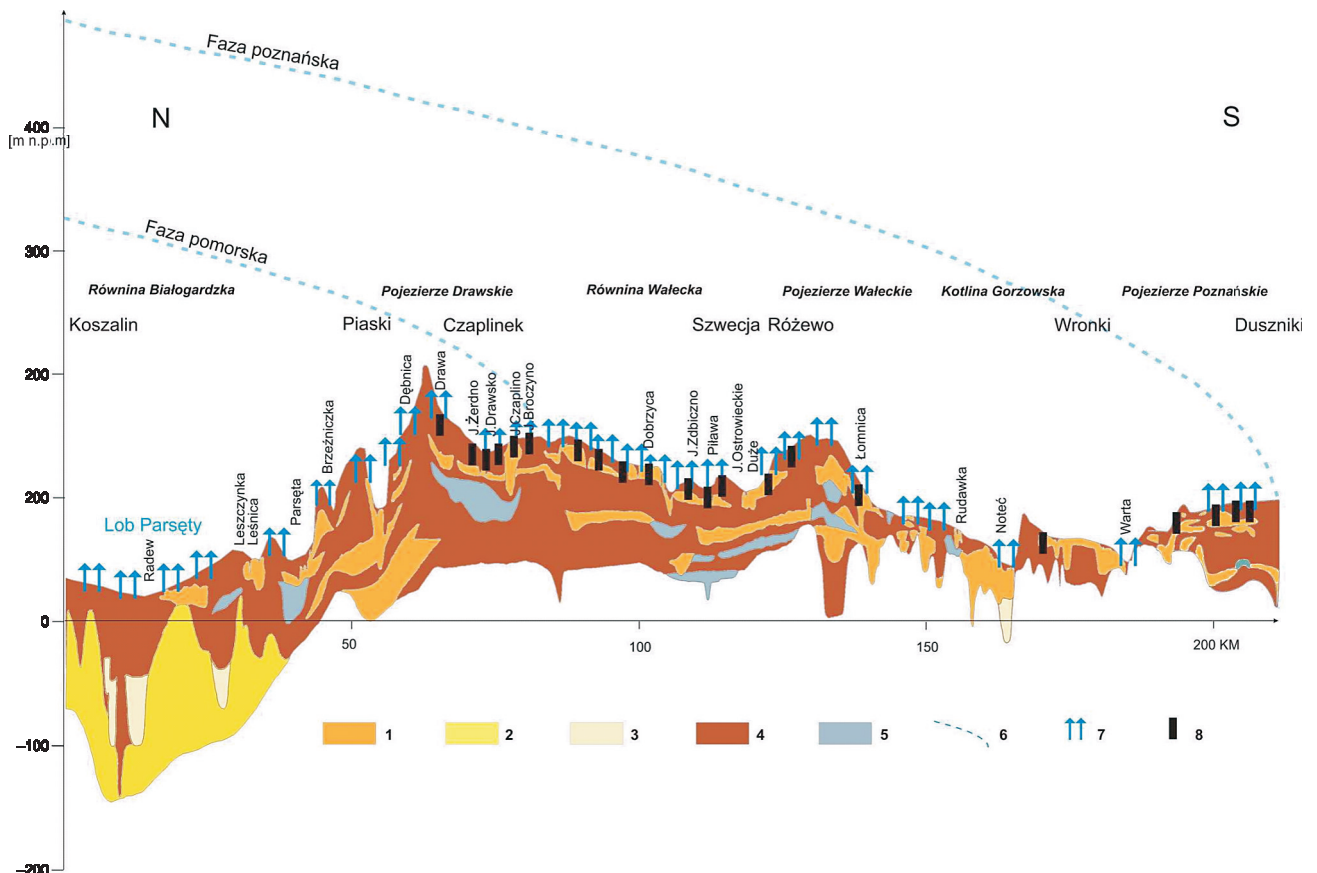 Faza poznańska
N
S
400
[m n.p.m]
Faza pomorska
300
Równina Białogardzka
Pojezierze Drawskie
Równina Wałecka
Pojezierze Wałeckie
Kotlina Gorzowska
Pojezierze Poznańskie
Koszalin
Piaski
Czaplinek
Szwecja
Różewo
Wronki
Duszniki
200
Dębnica
Drawa
J.Żerdno
J.Drawsko
J.Czaplino
J.Broczyno
Dobrzyca
J.Zdbiczno
Piława
J.Ostrowieckie
Duże
Łomnica
Brzeźniczka
200
Leszczynka
Leśnica
Parsęta
Rudawka
Noteć
Warta
Lob Parsęty
Radew
0
50
100
150
200 KM
1
2
3
4
5
6
7
8
–100
–200